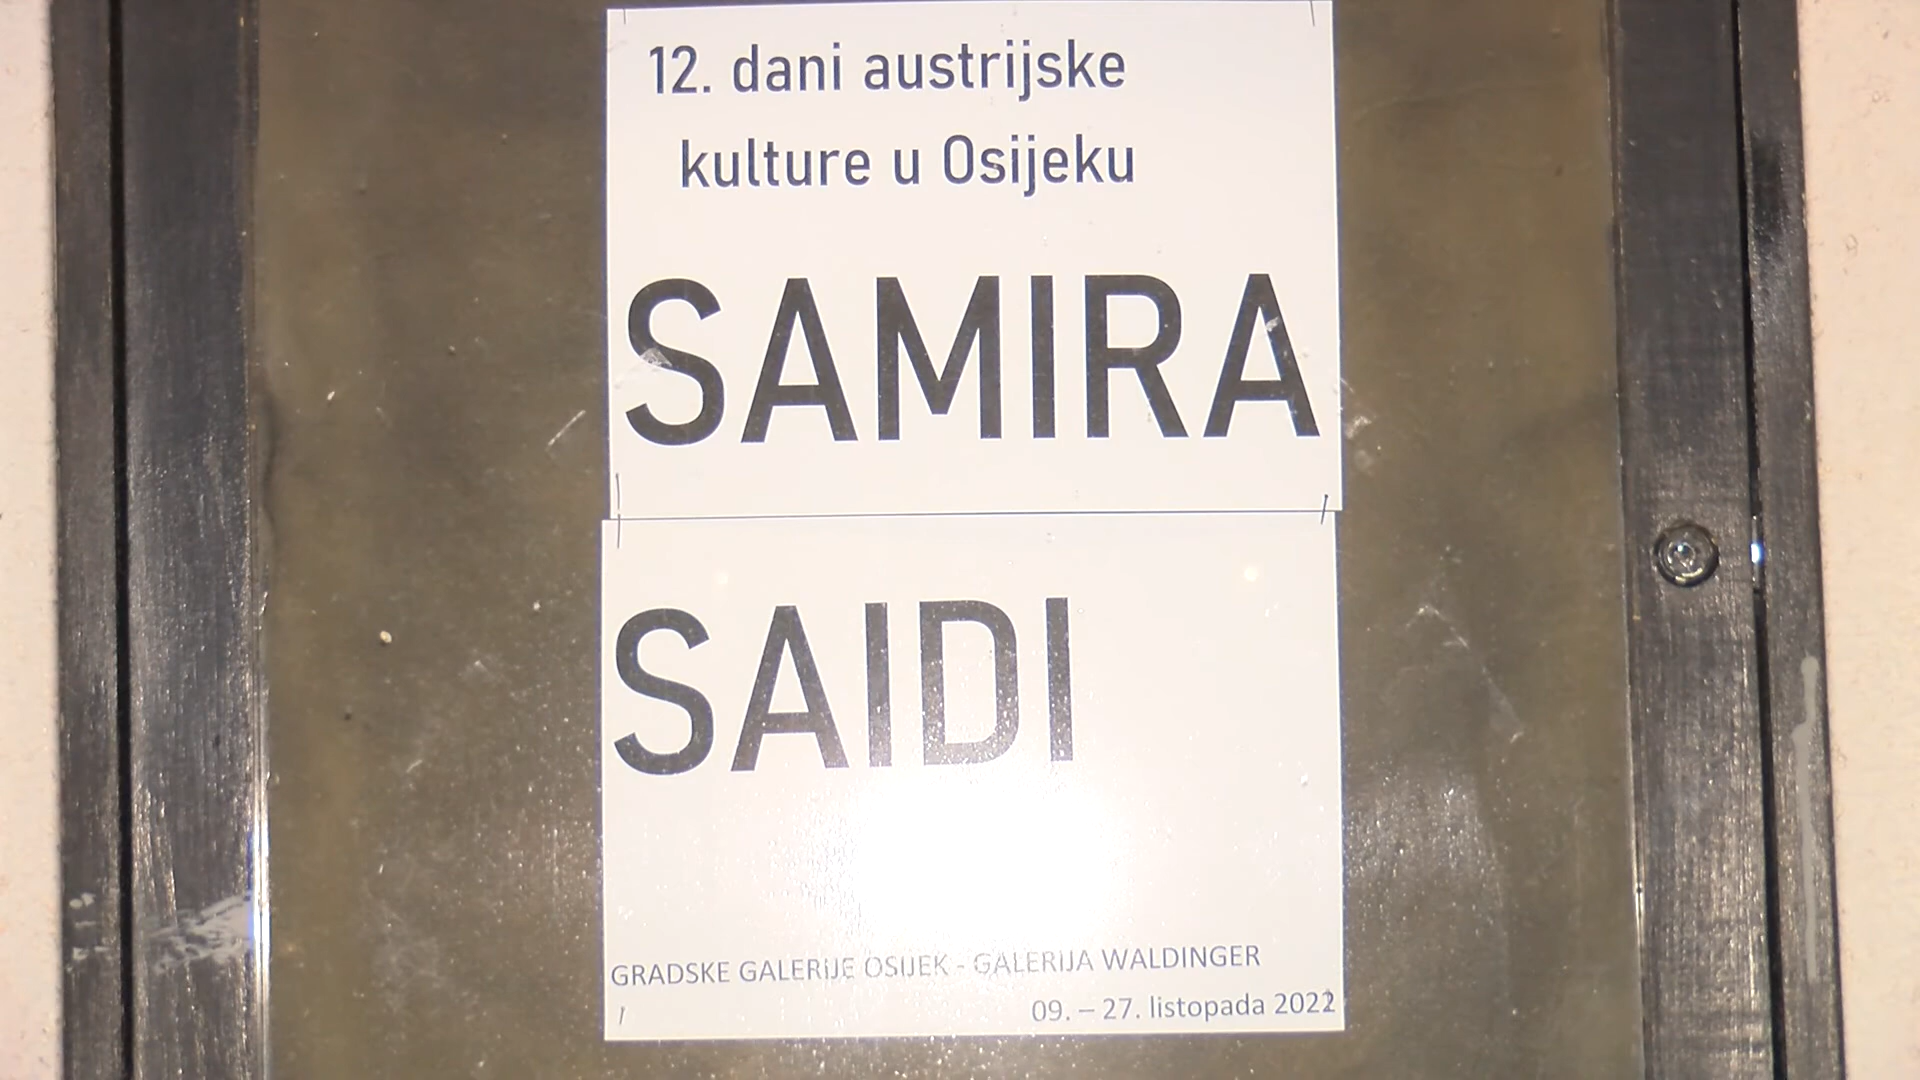 12. dani austrijske
kulture u Osijeku
SAMIRA
SAIDI
GRADSKE GALERIJE OSIJEK - GALERIJA WALDINGER
09. – 27. listopada 2022